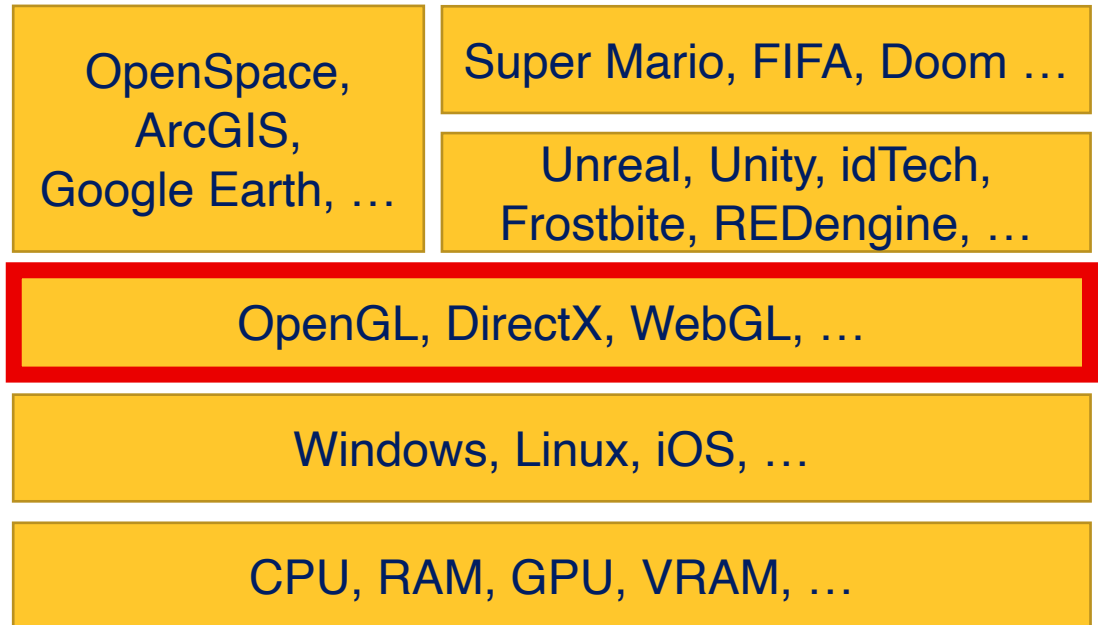 OpenSpace,
ArcGIS,
Google Earth, …
Super Mario, FIFA, Doom …
Unreal, Unity, idTech,
Frostbite, REDengine, …
OpenGL, DirectX, WebGL, …
Windows, Linux, iOS, …
CPU, RAM, GPU, VRAM, …